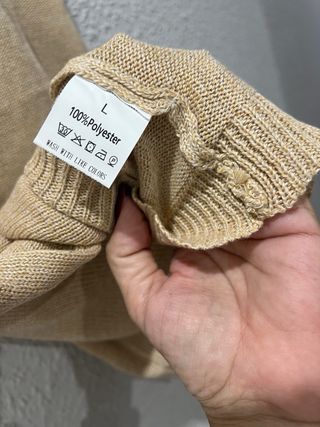 L
100%Polyester
WASH WITH LIKE COLORS